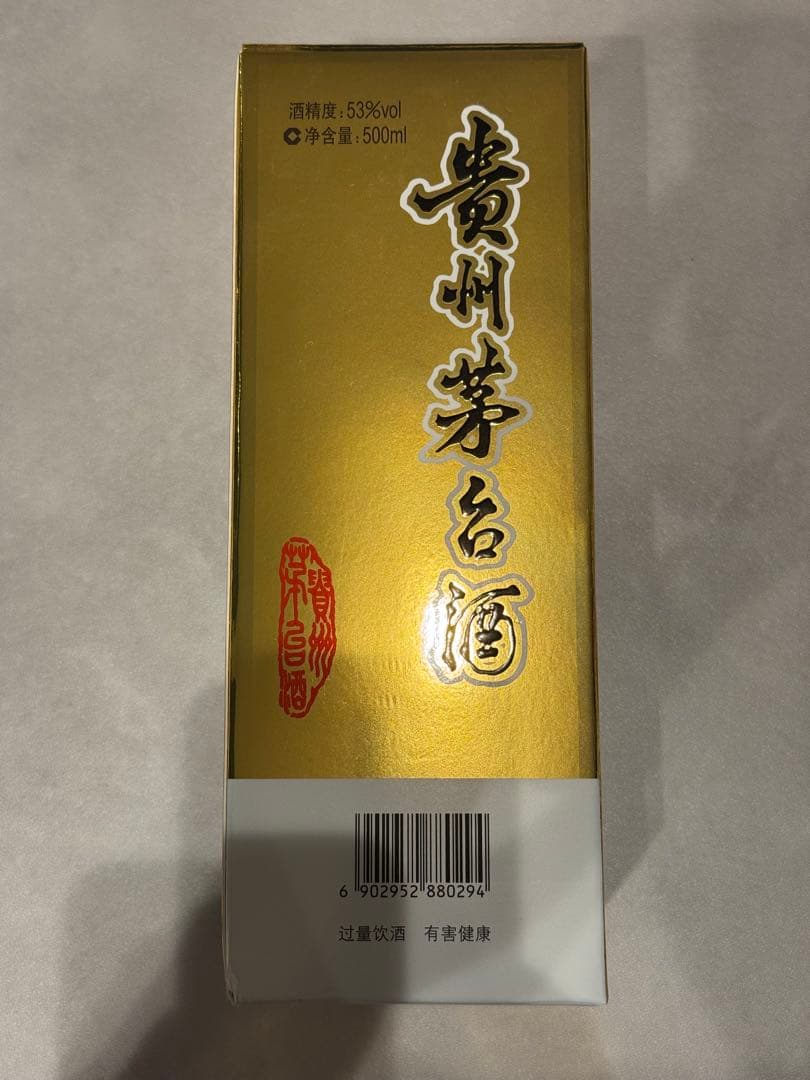 酒精度:53%vol
净含量:500ml
贵州茅台酒
貴州
茅台酒
6 902952 880294
过量饮酒 有害健康